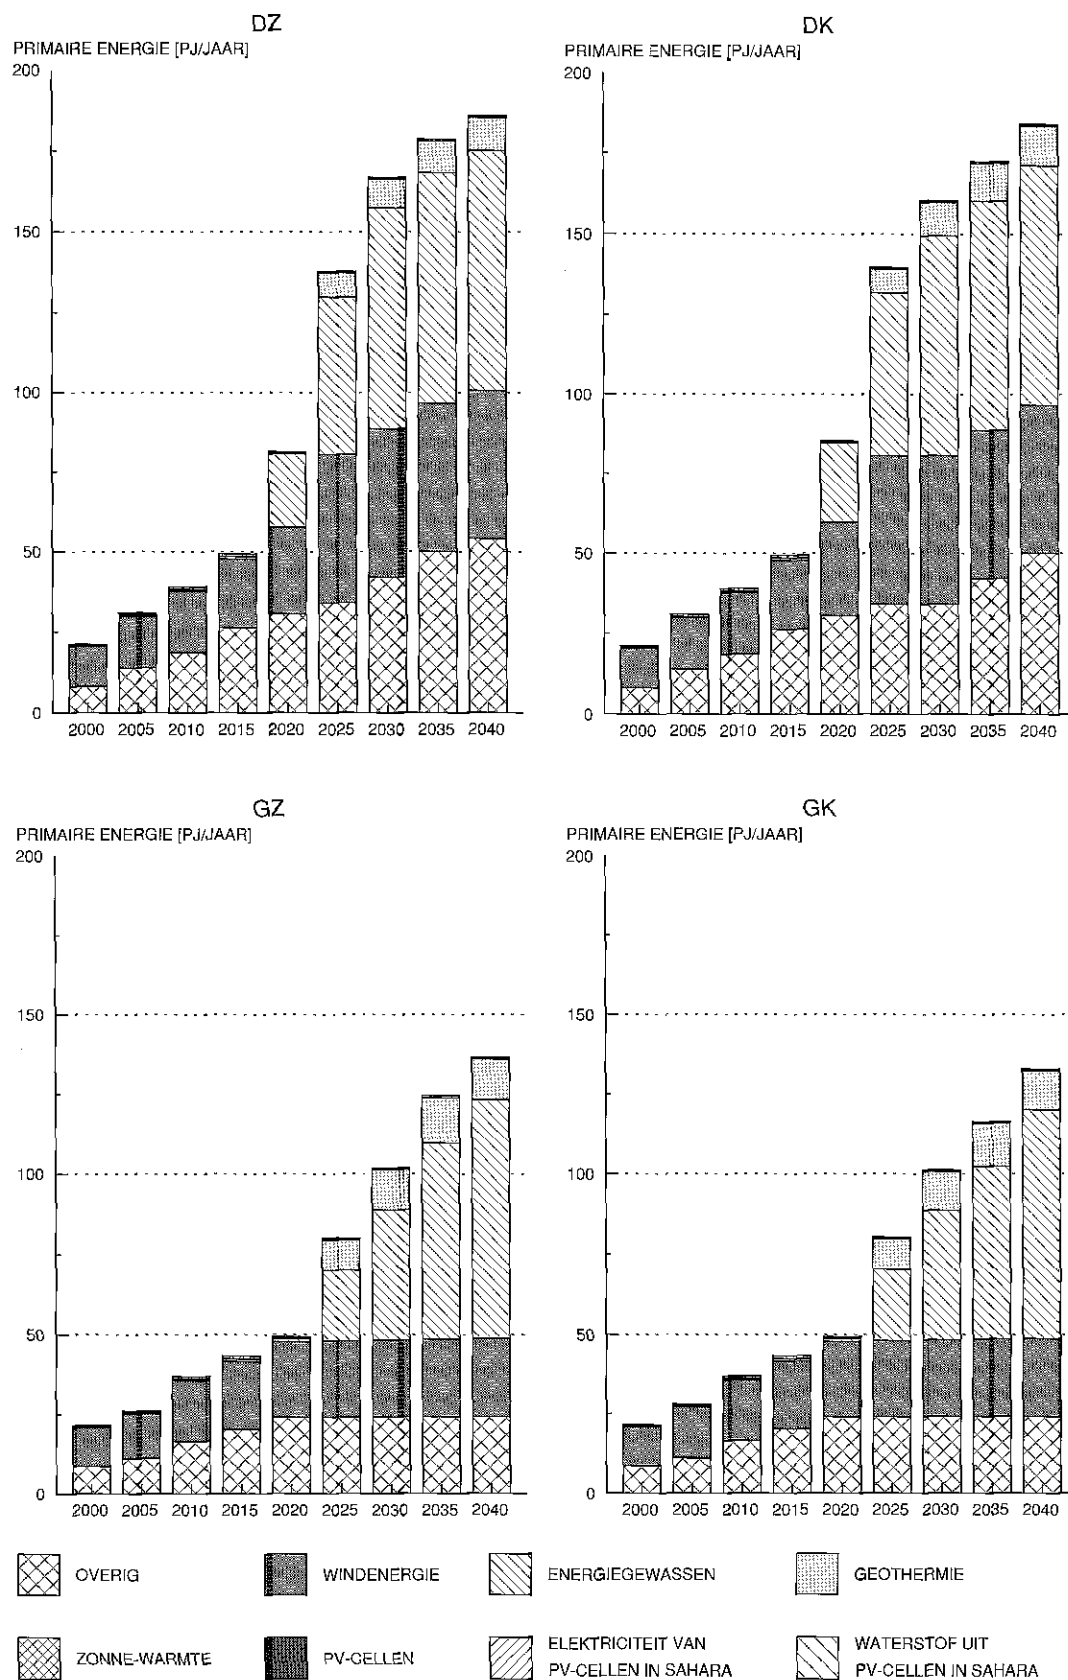 DZ
PRIMAIRE ENERGIE [PJ/JAAR]
200
150
100
50
0
2000 2005 2010 2015 2020 2025 2030 2035 2040
DK
PRIMAIRE ENERGIE [PJ/JAAR]
200
150
100
50
0
2000 2005 2010 2015 2020 2025 2030 2035 2040
GZ
PRIMAIRE ENERGIE [PJ/JAAR]
200
150
100
50
0
2000 2005 2010 2015 2020 2025 2030 2035 2040
GK
PRIMAIRE ENERGIE [PJ/JAAR]
200
150
100
50
0
2000 2005 2010 2015 2020 2025 2030 2035 2040
OVERIG
WINDENERGIE
ENERGIEGEWASSEN
GEOTHERMIE
ZONNE-WARMTE
PV-CELLEN
ELEKTRICITEIT VAN
PV-CELLEN IN SAHARA
WATERSTOF UIT
PV-CELLEN IN SAHARA